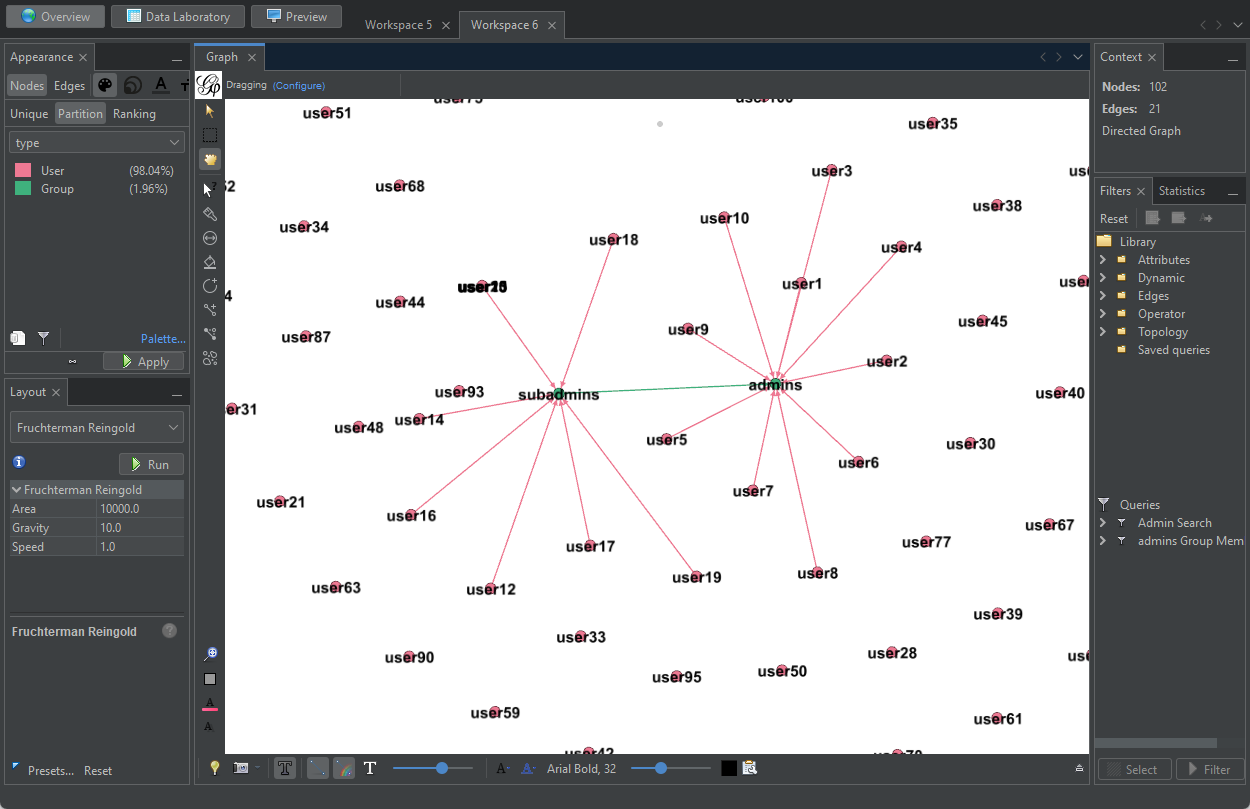 Overview
Data Laboratory
Preview
Workspace 5
Workspace 6
Appearance
Nodes
Edges
Unique
Partition
Ranking
type
User (98.04%)
Group (1.96%)
Palette...
Apply
Layout
Fruchterman Reingold
Run
Fruchterman Reingold
Area 10000.0
Gravity 10.0
Speed 1.0
Fruchterman Reingold
Presets...
Reset
Graph
Dragging (Configure)
user51
user35
user3
user68
user38
user10
user34
user18
user4
user1
user44
user45
user9
user87
user2
admins
user93
subadmins
user40
user14
user48
user5
user30
user6
user7
user21
user16
user67
user77
user17
user8
user19
user63
user12
user39
user33
user28
user90
user50
user95
user59
user61
Arial Bold, 32
Context
Nodes: 102
Edges: 21
Directed Graph
Filters
Statistics
Reset
Library
Attributes
Dynamic
Edges
Operator
Topology
Saved queries
Queries
Admin Search
admins Group Mem
Select
Filter